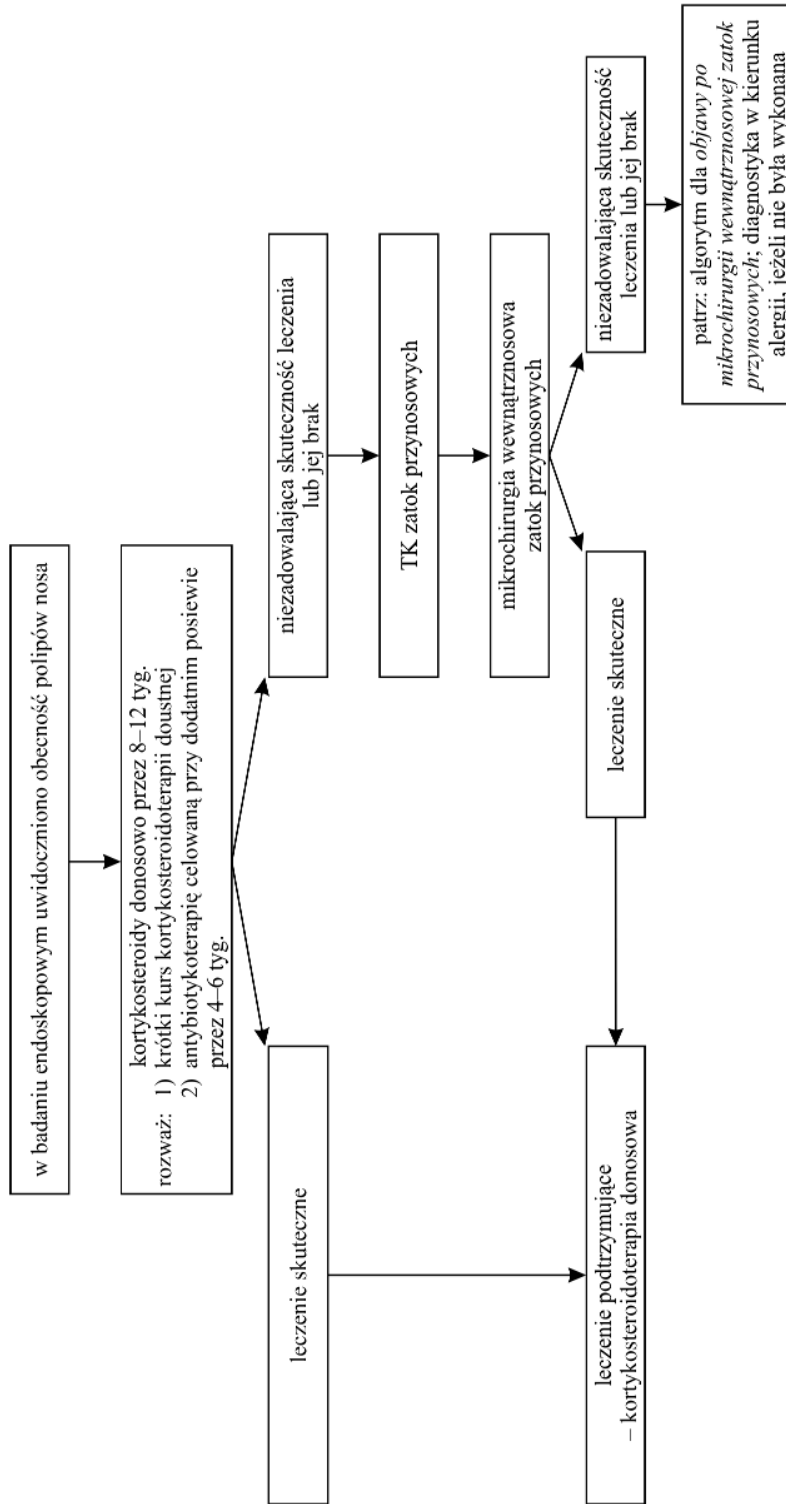 w badaniu endoskopowym uwidoczniono obecność polipów nosa
kortykosteroidy donosowo przez 8–12 tyg.
rozważ: 1) krótki kurs kortykosteroidoterapii doustnej
2) antybiotykoterapię celowaną przy dodatnim posiewie
przez 4–6 tyg.
leczenie skuteczne
niezadowalająca skuteczność leczenia
lub jej brak
TK zatok przynosowych
mikrochirurgia wewnątrznosowa
zatok przynosowych
leczenie podtrzymujące
– kortykosteroidoterapia donosowa
leczenie skuteczne
niezadowalająca skuteczność
leczenia lub jej brak
patrz: algorytm dla objawy po
mikrochirurgii wewnątrznosowej zatok
przynosowych; diagnostyka w kierunku
alergii, jeżeli nie była wykonana